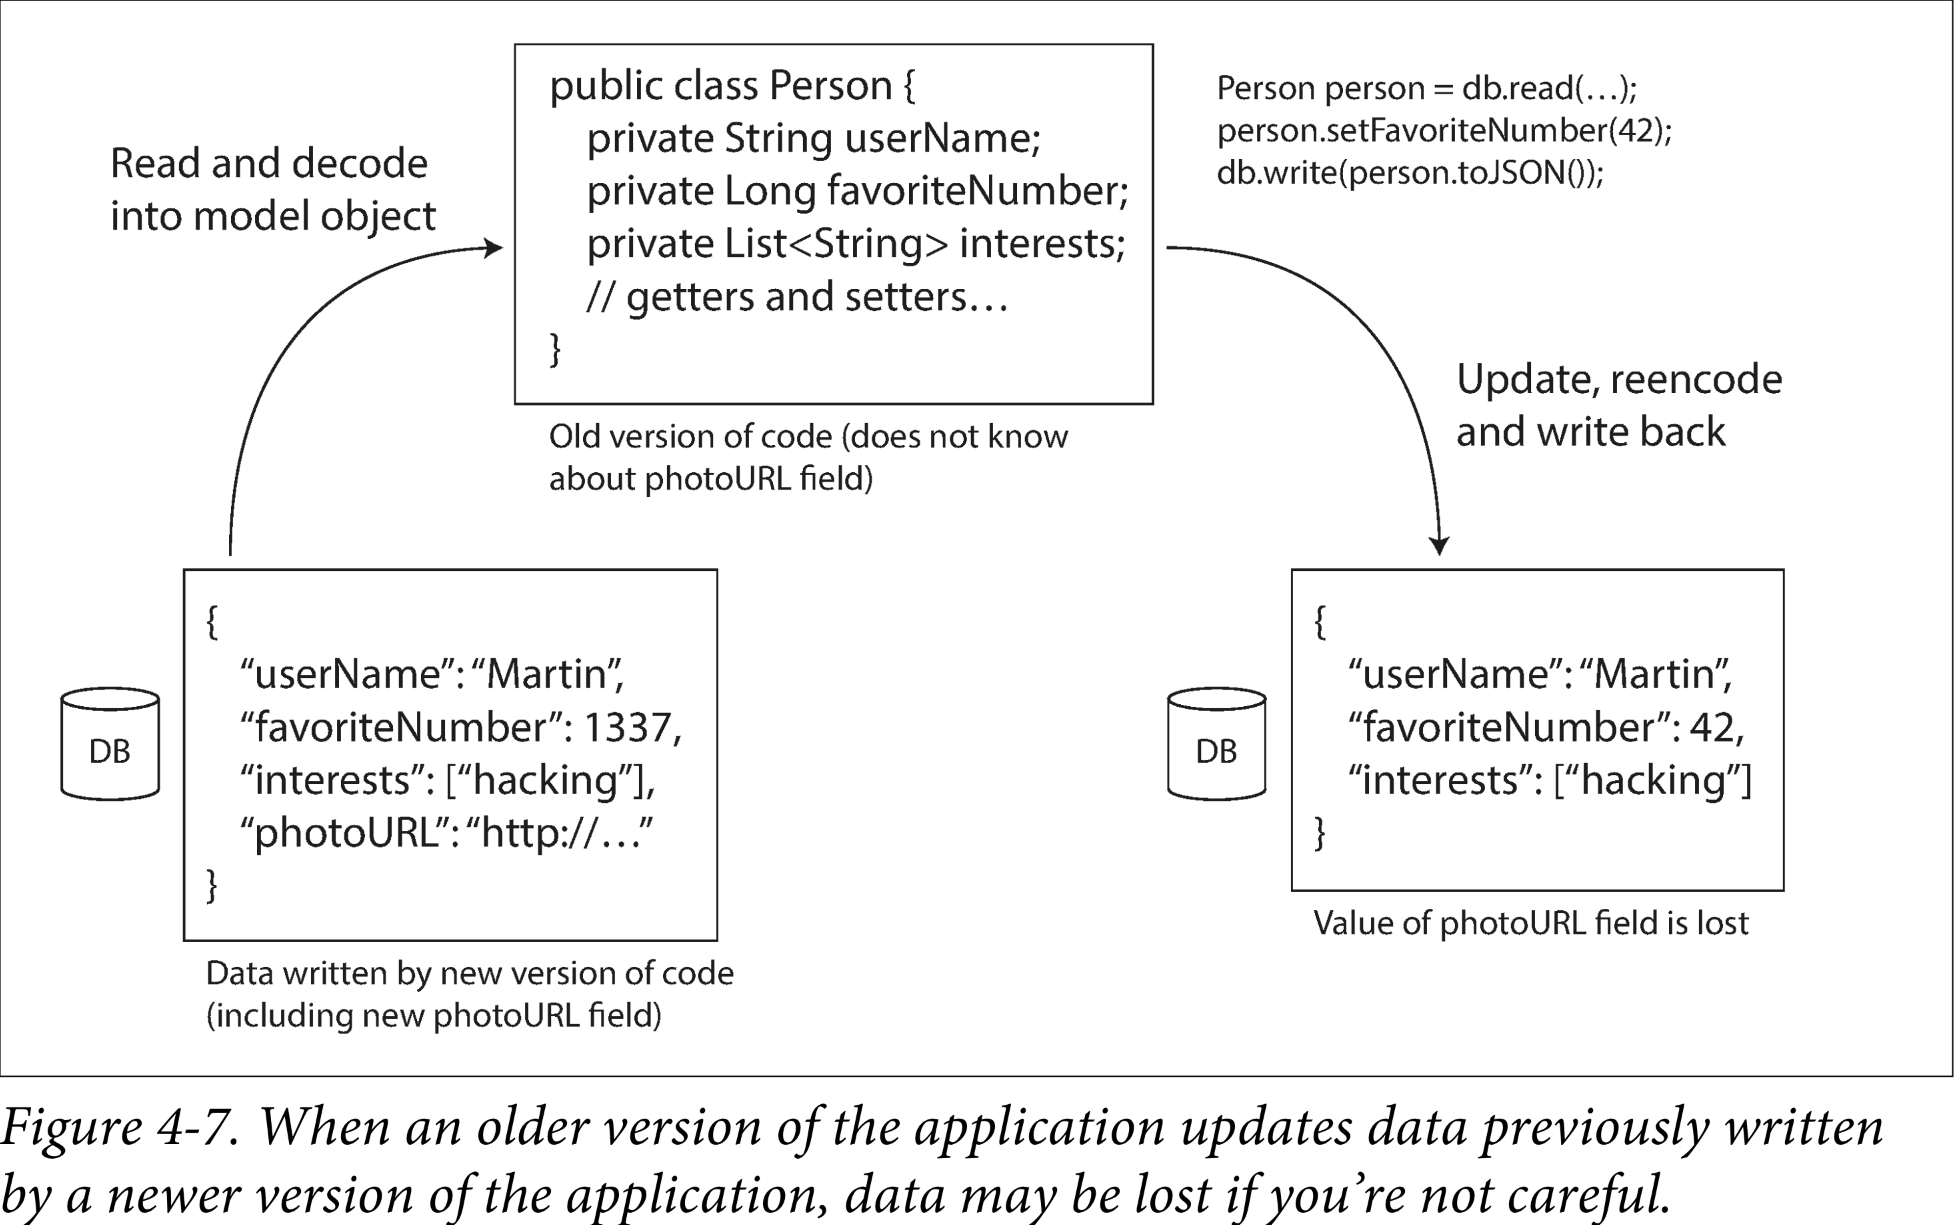 public class Person {
private String userName;
private Long favoriteNumber;
private List<String> interests;
// getters and setters…
}
Person person = db.read(…);
person.setFavoriteNumber(42);
db.write(person.toJSON());
Read and decode
into model object
Old version of code (does not know
about photoURL field)
Update, reencode
and write back
DB
{
“userName”: “Martin”,
“favoriteNumber”: 1337,
“interests”: [“hacking”],
“photoURL”: “http://…”
}
Data written by new version of code
(including new photoURL field)
DB
{
“userName”: “Martin”,
“favoriteNumber”: 42,
“interests”: [“hacking”]
}
Value of photoURL field is lost
Figure 4-7. When an older version of the application updates data previously written
by a newer version of the application, data may be lost if you’re not careful.